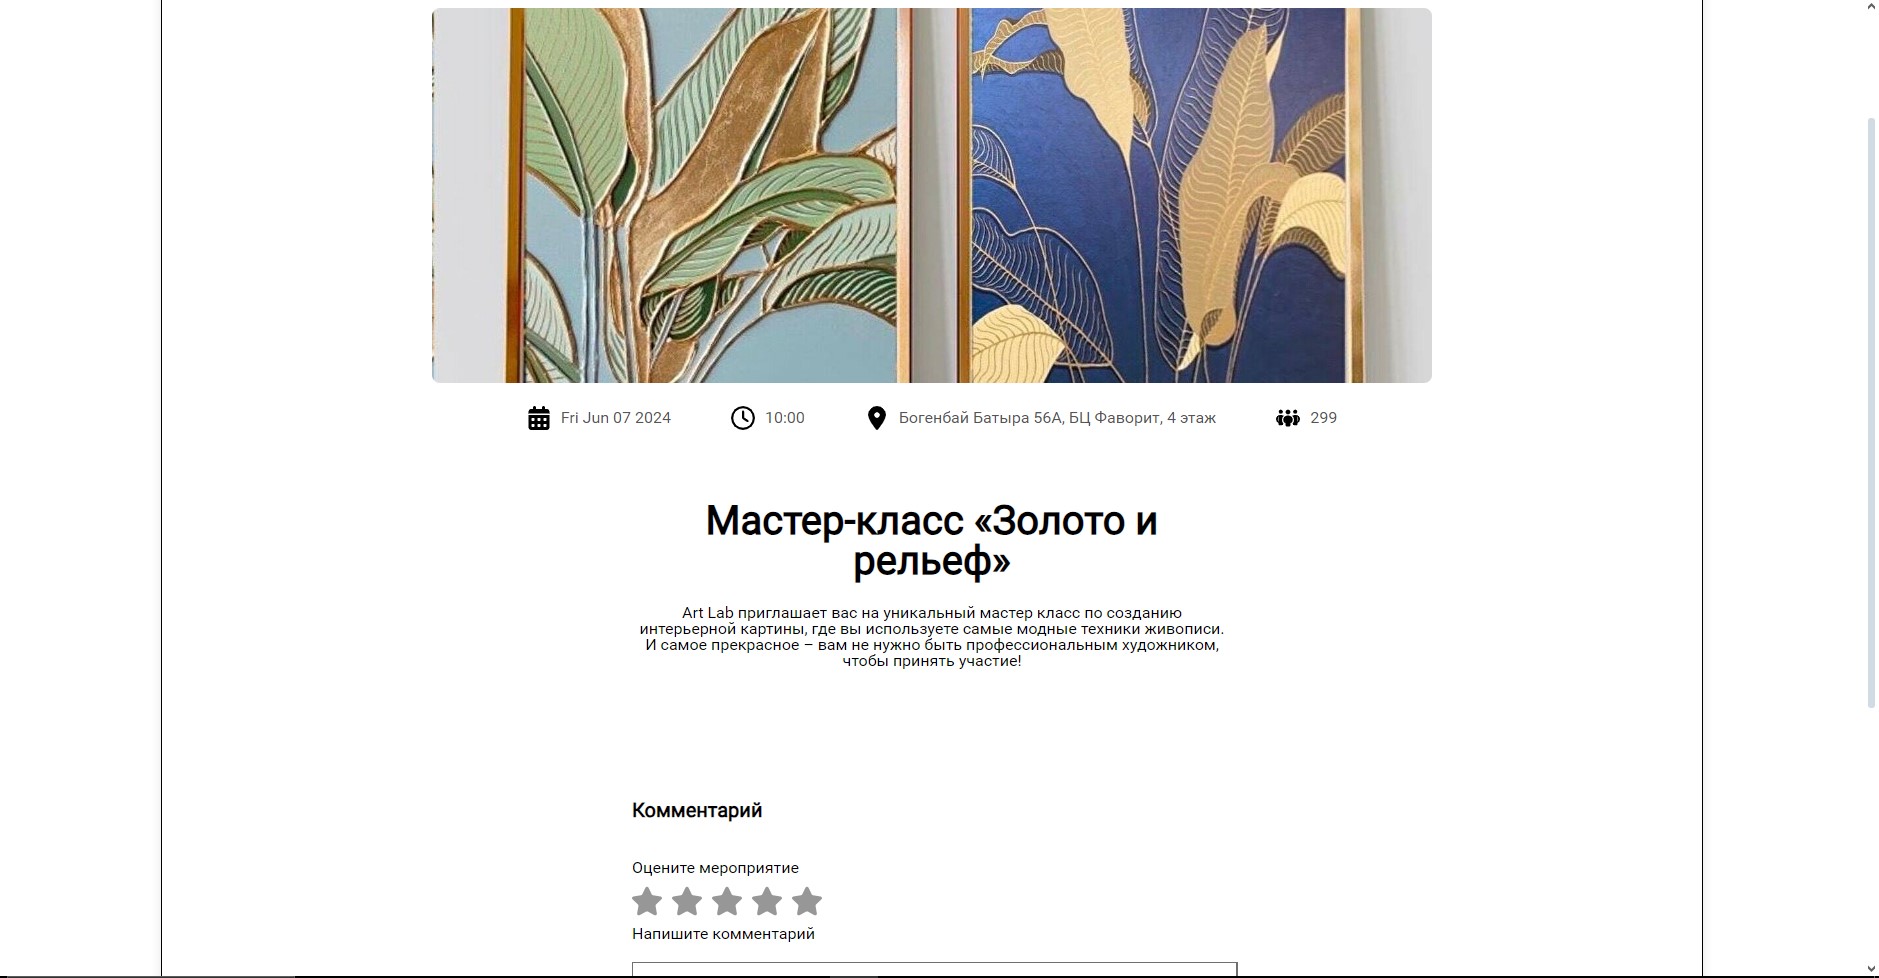 Fri Jun 07 2024
10:00
Богенбай Батыра 56А, БЦ Фаворит, 4 этаж
299
Мастер-класс «Золото и
рельеф»
Art Lab приглашает вас на уникальный мастер класс по созданию
интерьерной картины, где вы используете самые модные техники живописи.
И самое прекрасное – вам не нужно быть профессиональным художником,
чтобы принять участие!
Комментарий
Оцените мероприятие
Напишите комментарий